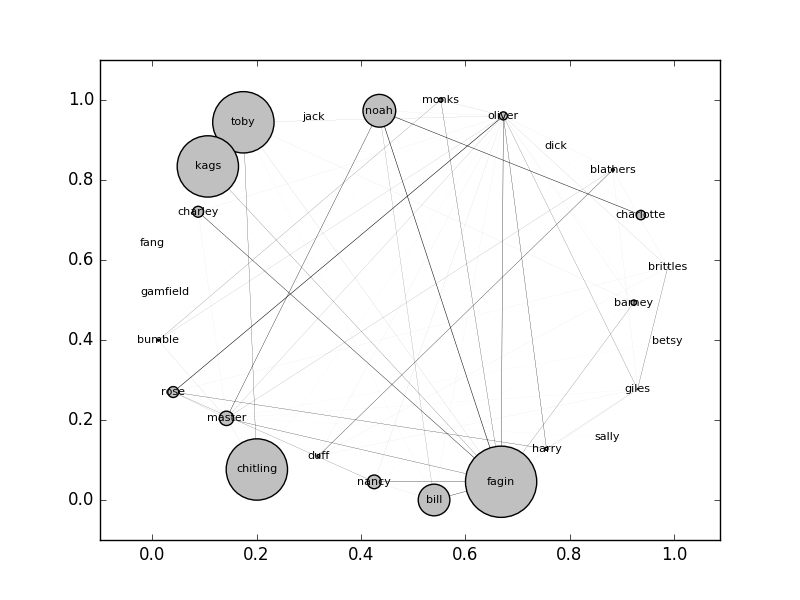 1.0
0.8
0.6
0.4
0.2
0.0
monks
toby
jack
noah
oliver
dick
kags
blathers
charley
charlotte
fang
brittles
gamfield
barney
bumble
betsy
rose
giles
master
sally
harry
duff
chitling
nancy
fagin
bill
0.0 0.2 0.4 0.6 0.8 1.0